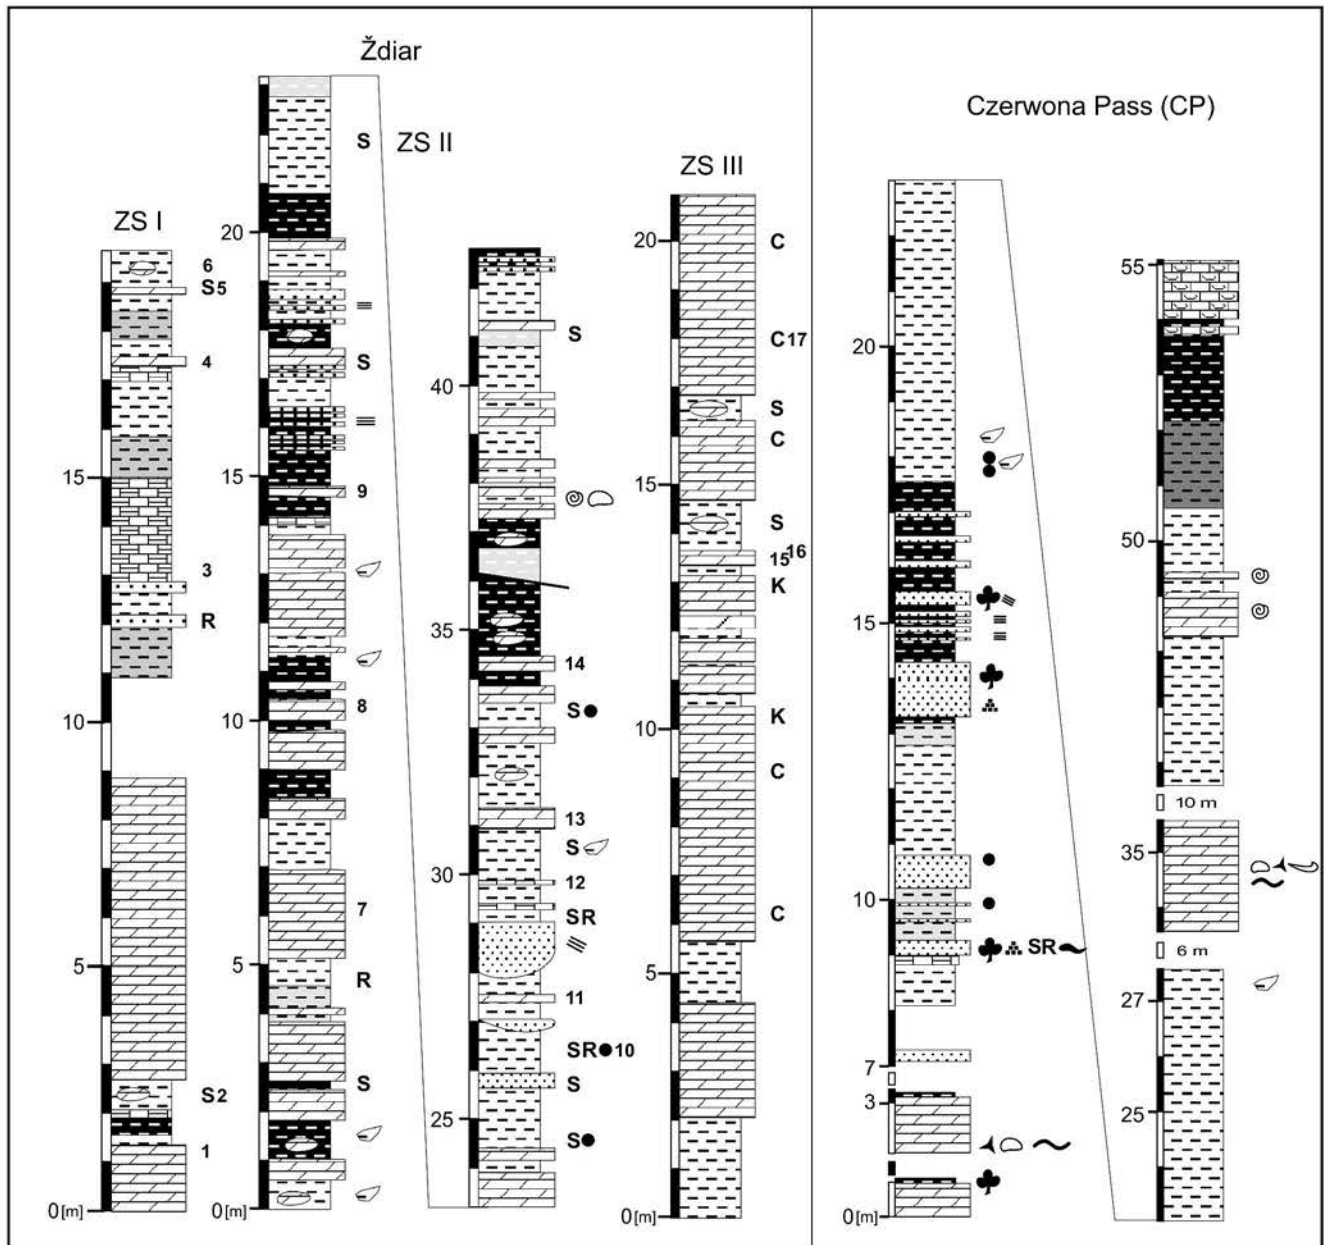 Ždiar
Czerwona Pass (CP)
ZS I
ZS II
ZS III
6
S5
4
15
3
R
10
5
S2
1
0[m]
S
20
S
15
9
10
8
7
5
R
S
0[m]
S
40
35
14
S
13
S
30
12
SR
11
SR 10
S
25
S
20
C
C17
S
C
15
S
16
15
K
10
K
C
C
5
0[m]
20
15
10
SR
7
3
0[m]
55
50
10 m
35
6 m
27
25